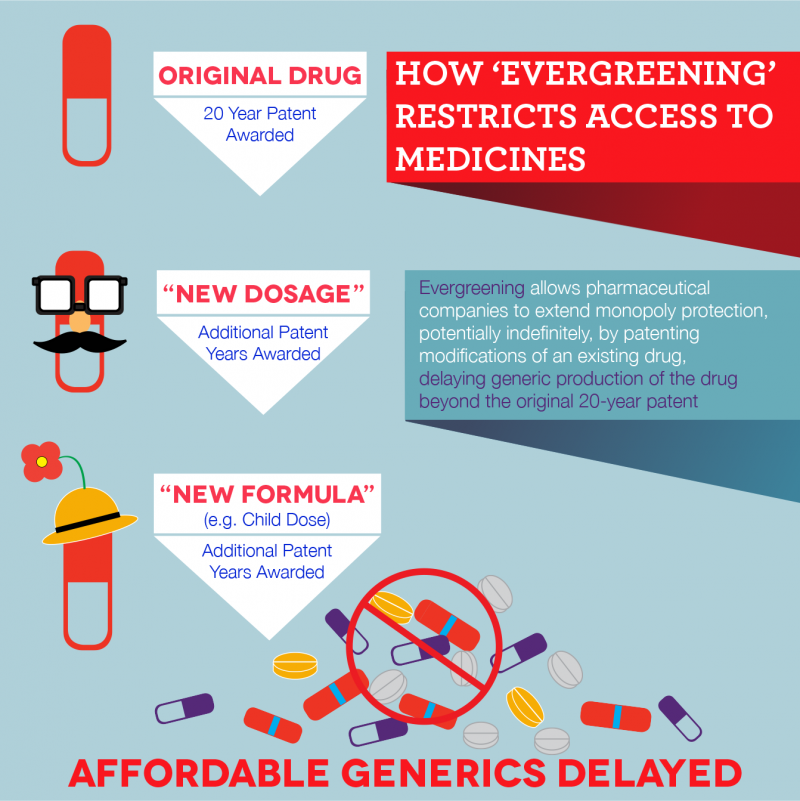 ORIGINAL DRUG
20 Year Patent
Awarded
HOW ‘EVERGREENING’
RESTRICTS ACCESS TO
MEDICINES
“NEW DOSAGE”
Additional Patent
Years Awarded
Evergreening allows pharmaceutical
companies to extend monopoly protection,
potentially indefinitely, by patenting
modifications of an existing drug,
delaying generic production of the drug
beyond the original 20-year patent
“NEW FORMULA”
(e.g. Child Dose)
Additional Patent
Years Awarded
AFFORDABLE GENERICS DELAYED